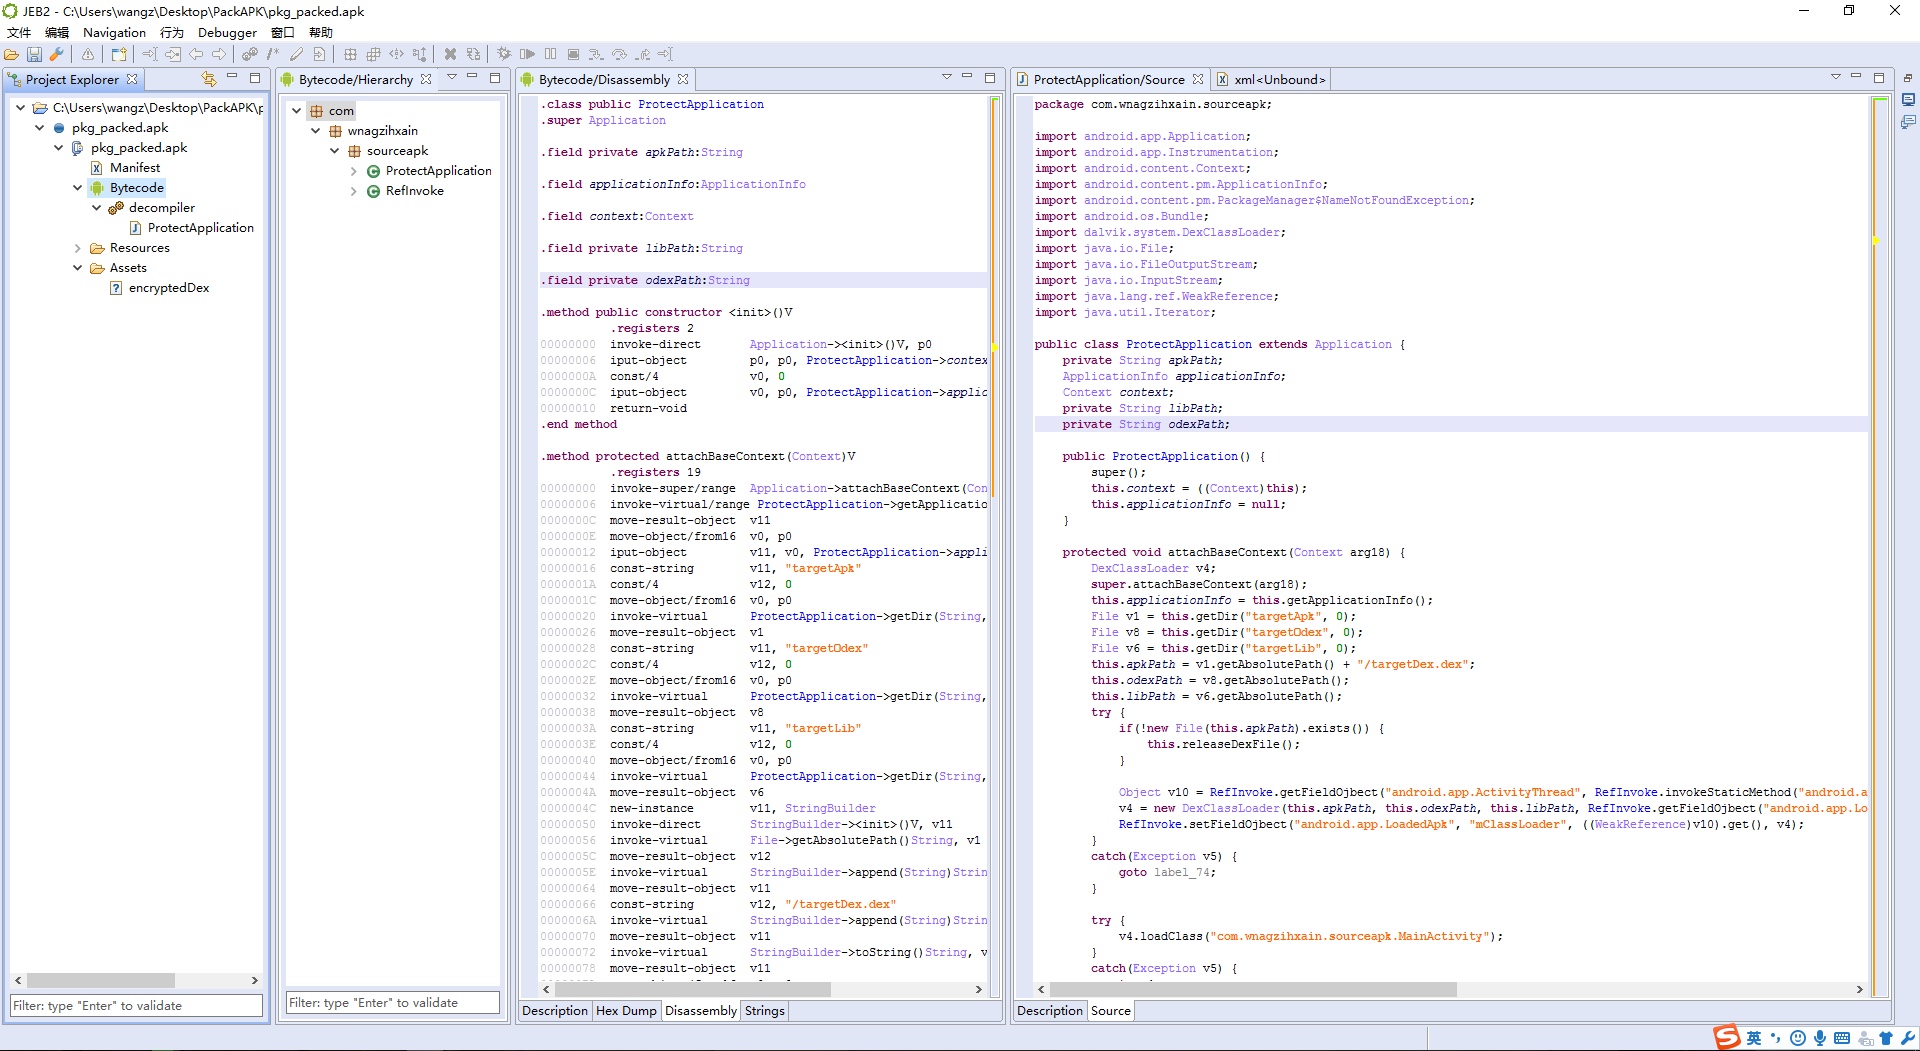 JEB2 - C:\Users\wangz\Desktop\PackAPK\pkg_packed.apk
文件 编辑 Navigation 行为 Debugger 窗口 帮助
Project Explorer
C:\Users\wangz\Desktop\PackAPK\p
pkg_packed.apk
pkg_packed.apk
Manifest
Bytecode
decompiler
ProtectApplication
Resources
Assets
encryptedDex
Filter: type "Enter" to validate
Bytecode/Hierarchy
com
wnagzihxain
sourceapk
ProtectApplication
RefInvoke
Filter: type "Enter" to validate
Bytecode/Disassembly
.class public ProtectApplication
.super Application
.field private apkPath:String
.field applicationInfo:ApplicationInfo
.field context:Context
.field private libPath:String
.field private odexPath:String
.method public constructor <init>()V
.registers 2
00000000 invoke-direct Application-><init>()V, p0
00000006 iput-object p0, p0, ProtectApplication->contex
0000000A const/4 v0, 0
0000000C iput-object v0, p0, ProtectApplication->applic
00000010 return-void
.end method
.method protected attachBaseContext(Context)V
.registers 19
00000000 invoke-super/range Application->attachBaseContext(Con
00000006 invoke-virtual/range ProtectApplication->getApplicatio
0000000C move-result-object v11
0000000E move-object/from16 v0, p0
00000012 iput-object v11, v0, ProtectApplication->appli
00000016 const-string v11, "targetApk"
0000001A const/4 v12, 0
0000001C move-object/from16 v0, p0
00000020 invoke-virtual ProtectApplication->getDir(String,
00000026 move-result-object v1
00000028 const-string v11, "targetOdex"
0000002C const/4 v12, 0
0000002E move-object/from16 v0, p0
00000032 invoke-virtual ProtectApplication->getDir(String,
00000038 move-result-object v8
0000003A const-string v11, "targetLib"
0000003E const/4 v12, 0
00000040 move-object/from16 v0, p0
00000044 invoke-virtual ProtectApplication->getDir(String,
0000004A move-result-object v6
0000004C new-instance v11, StringBuilder
00000050 invoke-direct StringBuilder-><init>()V, v11
00000056 invoke-virtual File->getAbsolutePath()String, v1
0000005C move-result-object v12
0000005E invoke-virtual StringBuilder->append(String)Strin
00000064 move-result-object v11
00000066 const-string v12, "/targetDex.dex"
0000006A invoke-virtual StringBuilder->append(String)Strin
00000070 move-result-object v11
00000072 invoke-virtual StringBuilder->toString()String, v
00000078 move-result-object v11
Description Hex Dump Disassembly Strings
ProtectApplication/Source xml<Unbound>
package com.wnagzihxain.sourceapk;
import android.app.Application;
import android.app.Instrumentation;
import android.content.Context;
import android.content.pm.ApplicationInfo;
import android.content.pm.PackageManager$NameNotFoundException;
import android.os.Bundle;
import dalvik.system.DexClassLoader;
import java.io.File;
import java.io.FileOutputStream;
import java.io.InputStream;
import java.lang.ref.WeakReference;
import java.util.Iterator;
public class ProtectApplication extends Application {
private String apkPath;
ApplicationInfo applicationInfo;
Context context;
private String libPath;
private String odexPath;
public ProtectApplication() {
super();
this.context = ((Context)this);
this.applicationInfo = null;
}
protected void attachBaseContext(Context arg18) {
DexClassLoader v4;
super.attachBaseContext(arg18);
this.applicationInfo = this.getApplicationInfo();
File v1 = this.getDir("targetApk", 0);
File v8 = this.getDir("targetOdex", 0);
File v6 = this.getDir("targetLib", 0);
this.apkPath = v1.getAbsolutePath() + "/targetDex.dex";
this.odexPath = v8.getAbsolutePath();
this.libPath = v6.getAbsolutePath();
try {
if(!new File(this.apkPath).exists()) {
this.releaseDexFile();
}
Object v10 = RefInvoke.getFieldOjbect("android.app.ActivityThread", RefInvoke.invokeStaticMethod("android.a
v4 = new DexClassLoader(this.apkPath, this.odexPath, this.libPath, RefInvoke.getFieldOjbect("android.app.Lo
RefInvoke.setFieldOjbect("android.app.LoadedApk", "mClassLoader", ((WeakReference)v10).get(), v4);
}
catch(Exception v5) {
goto label_74;
}
try {
v4.loadClass("com.wnagzihxain.sourceapk.MainActivity");
}
catch(Exception v5) {
Description Source
英